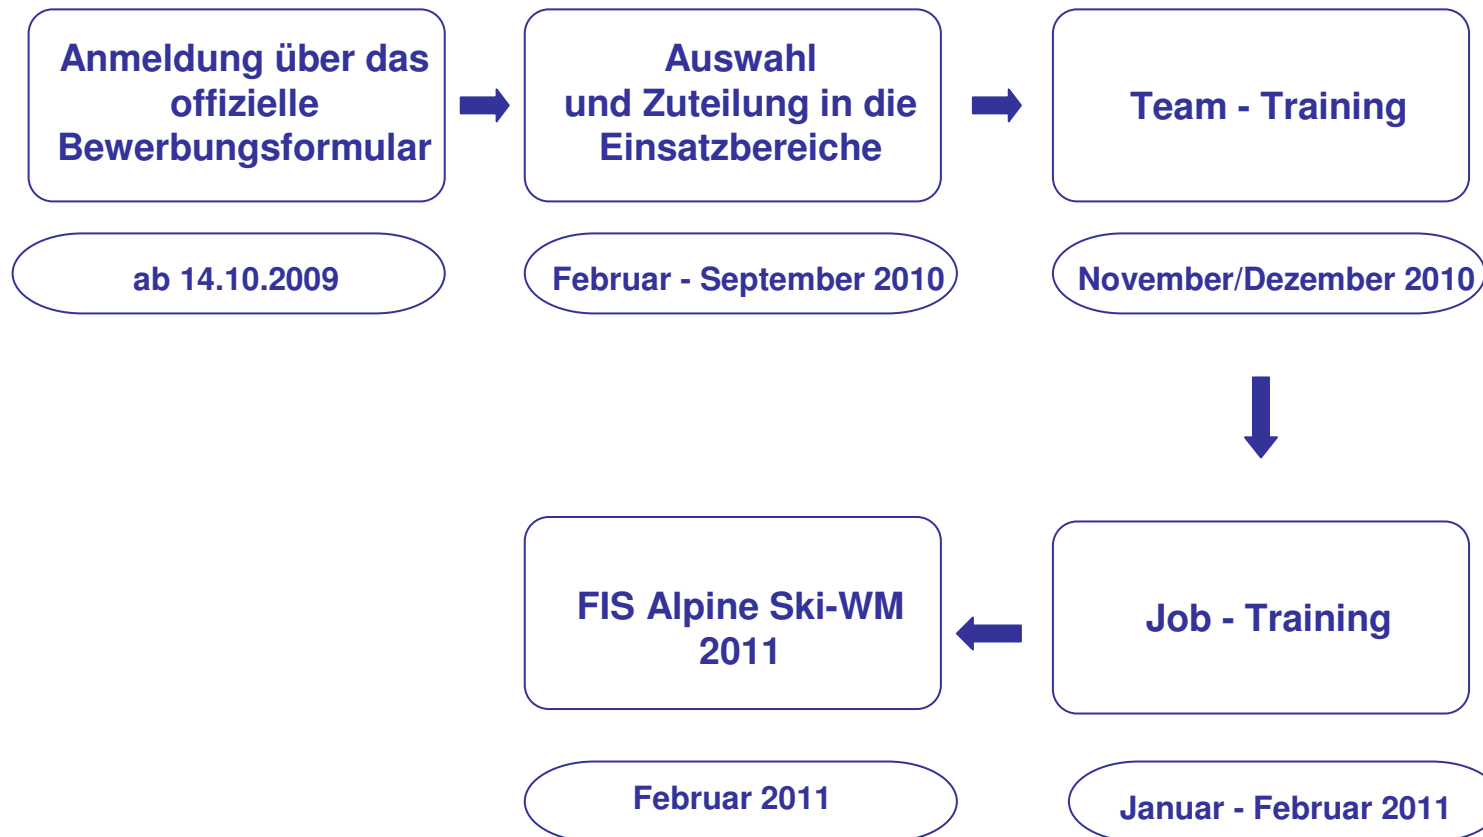 Anmeldung über das
offizielle
Bewerbungsformular
ab 14.10.2009
Auswahl
und Zuteilung in die
Einsatzbereiche
Februar - September 2010
Team - Training
November/Dezember 2010
Job - Training
Januar - Februar 2011
FIS Alpine Ski-WM
2011
Februar 2011